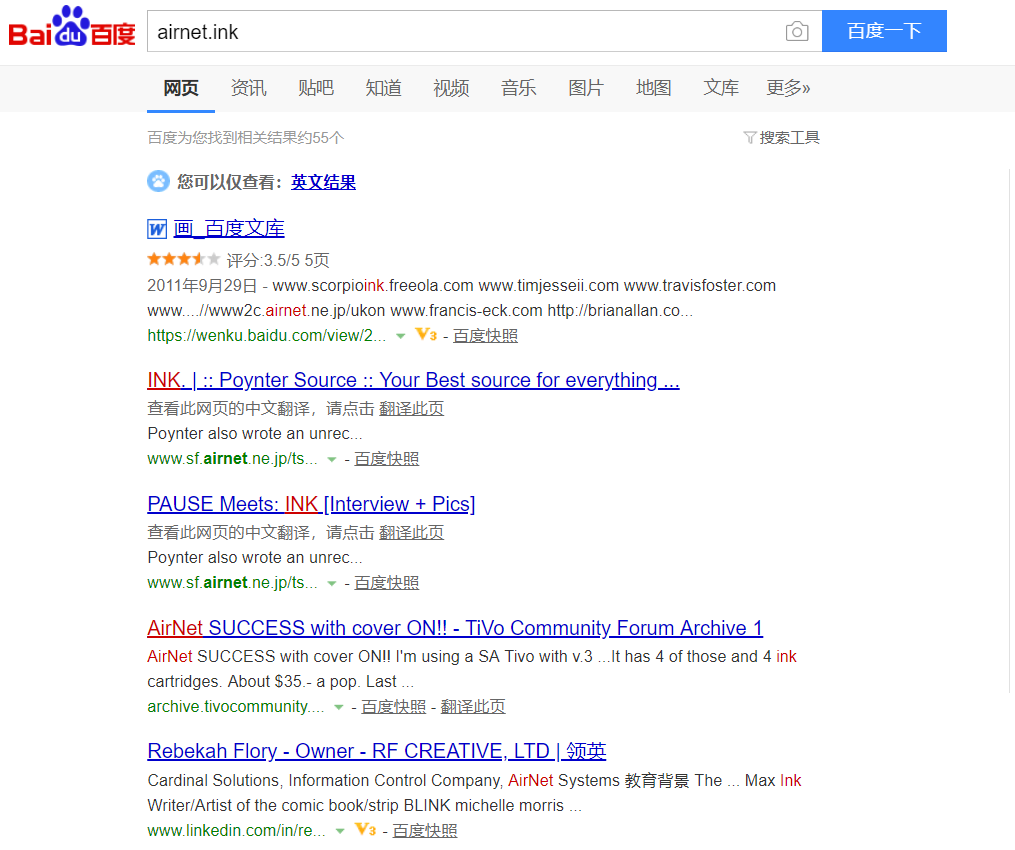 Bai du 百度 airnet.ink 百度一下
网页 资讯 贴吧 知道 视频 音乐 图片 地图 文库 更多»
百度为您找到相关结果约55个 搜索工具
您可以仅查看：英文结果
W 画_百度文库
评分:3.5/5 5页
2011年9月29日 - www.scorpioink.freeola.com www.timjesseii.com www.travisfoster.com
www....//www2c.airnet.ne.jp/ukon www.francis-eck.com http://brianallan.co...
https://wenku.baidu.com/view/2... V3 - 百度快照
INK. | :: Poynter Source :: Your Best source for everything ...
查看此网页的中文翻译，请点击 翻译此页
Poynter also wrote an unrec...
www.sf.airnet.ne.jp/ts... - 百度快照
PAUSE Meets: INK [Interview + Pics]
查看此网页的中文翻译，请点击 翻译此页
Poynter also wrote an unrec...
www.sf.airnet.ne.jp/ts... - 百度快照
AirNet SUCCESS with cover ON!! - TiVo Community Forum Archive 1
AirNet SUCCESS with cover ON!! I'm using a SA Tivo with v.3 ...It has 4 of those and 4 ink
cartridges. About $35.- a pop. Last ...
archive.tivocommunity.... - 百度快照 - 翻译此页
Rebekah Flory - Owner - RF CREATIVE, LTD | 领英
Cardinal Solutions, Information Control Company, AirNet Systems 教育背景 The ... Max Ink
Writer/Artist of the comic book/strip BLINK michelle morris ...
www.linkedin.com/in/re... V3 - 百度快照